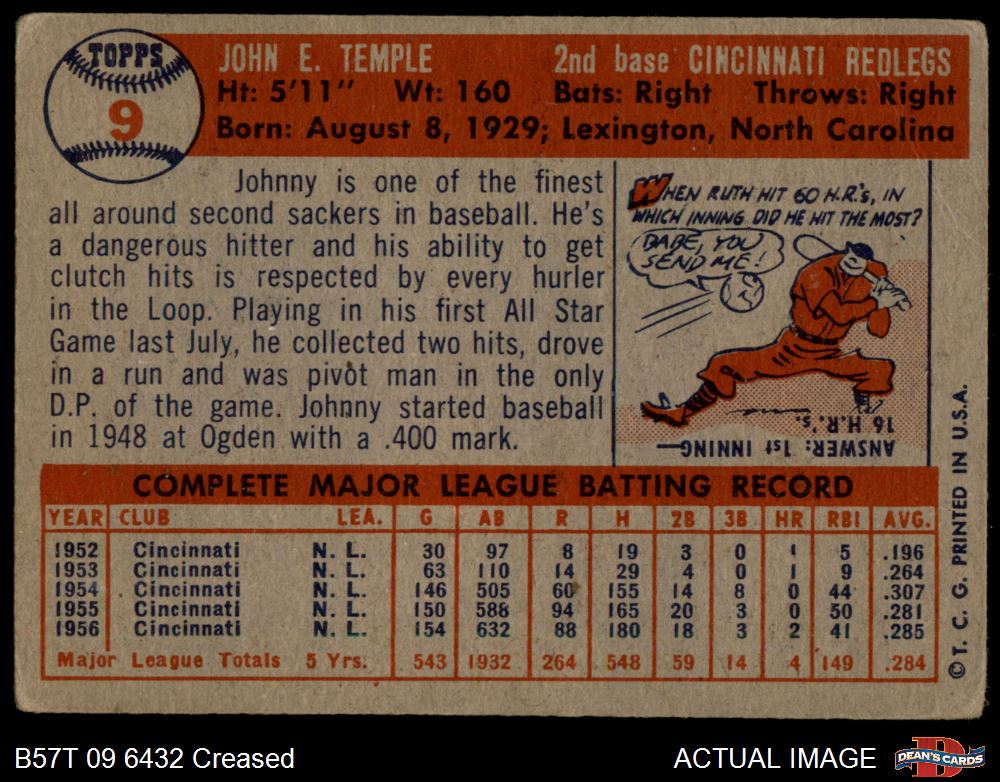 TOPPS
9
JOHN E. TEMPLE 2nd base CINCINNATI REDLEGS
Ht: 5'11" Wt: 160 Bats: Right Throws: Right
Born: August 8, 1929; Lexington, North Carolina
Johnny is one of the finest
all around second sackers in baseball. He's
a dangerous hitter and his ability to get
clutch hits is respected by every hurler
in the Loop. Playing in his first All Star
Game last July, he collected two hits, drove
in a run and was pivot man in the only
D.P. of the game. Johnny started baseball
in 1948 at Ogden with a .400 mark.
WHEN RUTH HIT 60 H.R.'s, IN
WHICH INNING DID HE HIT THE MOST?
BABE, YOU
SEND ME!
ANSWER: 1st INNING—
16 H.R.'s.
COMPLETE MAJOR LEAGUE BATTING RECORD
YEAR CLUB LEA. G AB R H 2B 3B HR RBI AVG.
1952 Cincinnati N. L. 30 97 8 19 3 0 1 5 .196
1953 Cincinnati N. L. 63 110 14 29 4 0 1 9 .264
1954 Cincinnati N. L. 146 505 60 155 14 8 0 44 .307
1955 Cincinnati N. L. 150 588 94 165 20 3 0 50 .281
1956 Cincinnati N. L. 154 632 88 180 18 3 2 41 .285
Major League Totals 5 Yrs. 543 1932 264 548 59 14 4 149 .284
© T. C. G. PRINTED IN U.S.A.
B57T 09 6432 Creased
ACTUAL IMAGE
D
DEAN'S CARDS